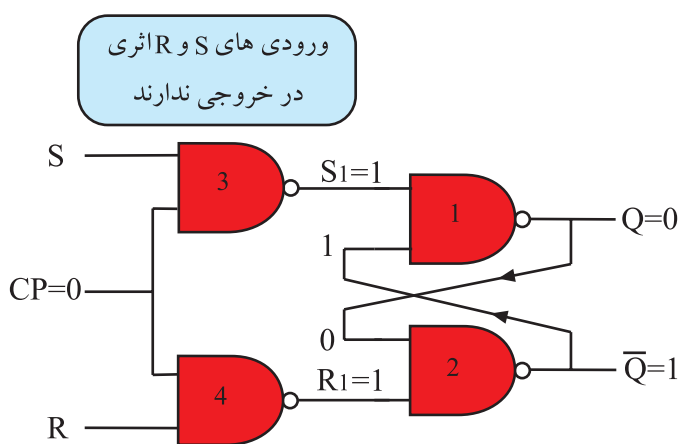 ورودی های S و R اثری
در خروجی ندارند
S
3
S1=1
1
Q=0
1
CP=0
0
2
Q̅=1
4
R1=1
R